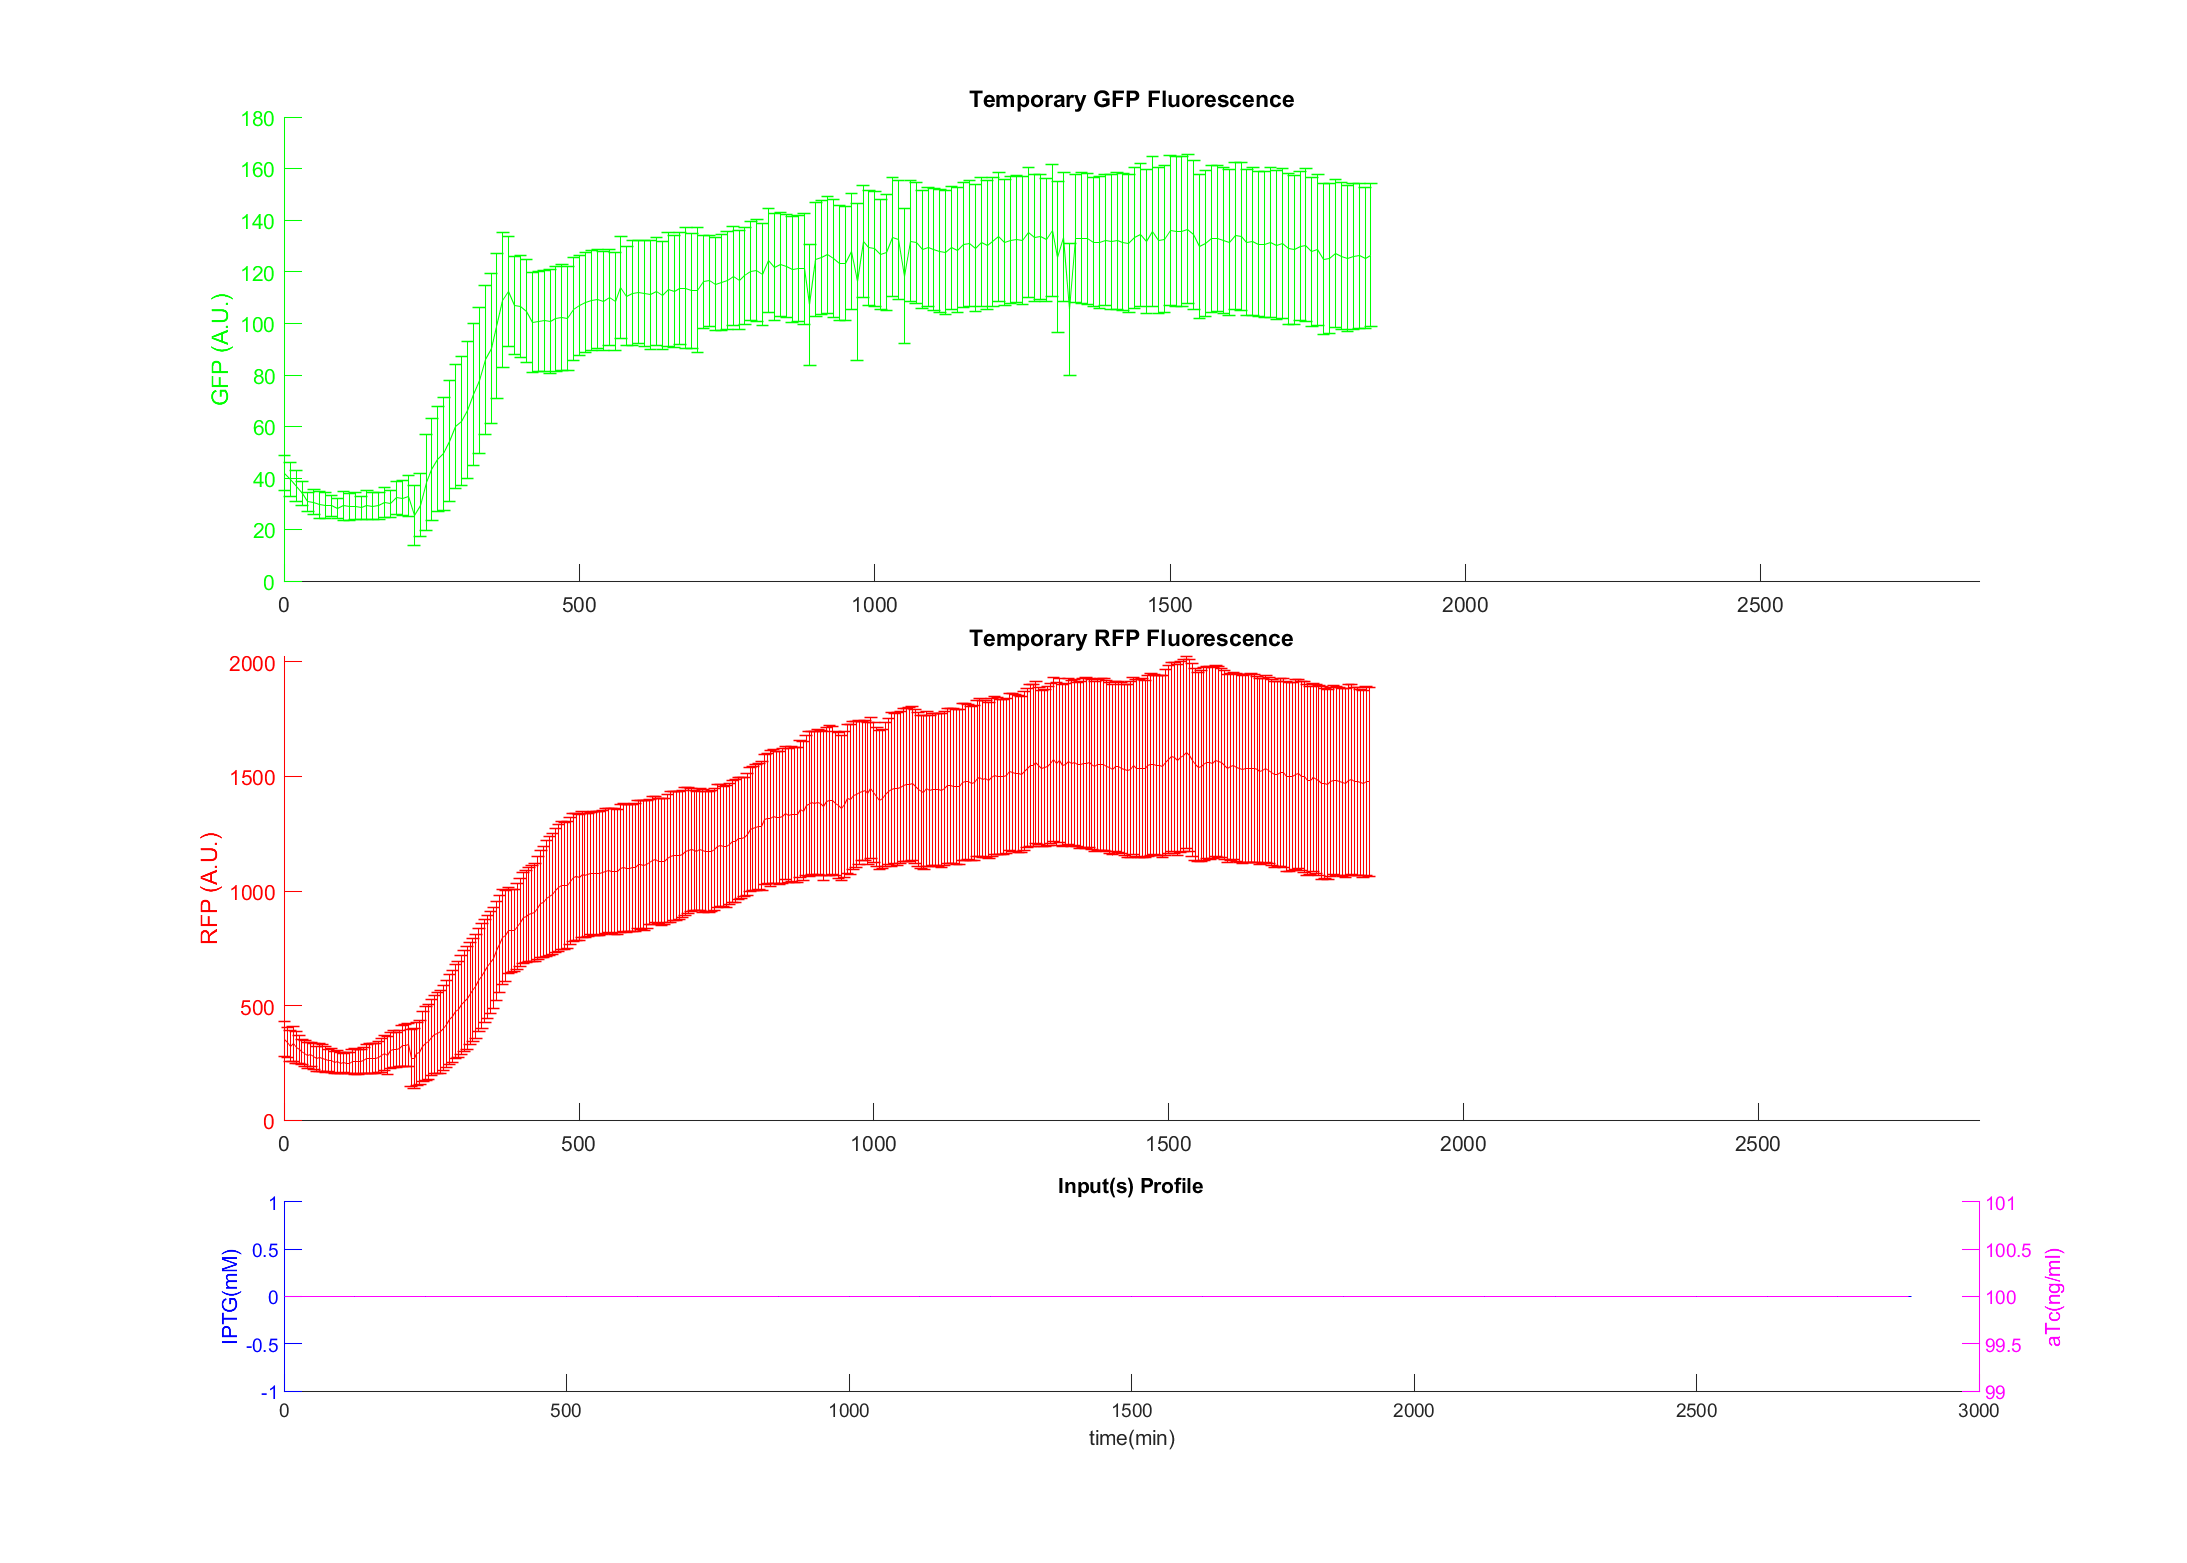 Temporary GFP Fluorescence
180
160
140
120
100
80
60
40
20
0
GFP (A.U.)
0 500 1000 1500 2000 2500
Temporary RFP Fluorescence
2000
1500
1000
500
0
RFP (A.U.)
0 500 1000 1500 2000 2500
Input(s) Profile
1
0.5
0
-0.5
-1
IPTG(mM)
101
100.5
100
99.5
99
aTc(ng/ml)
0 500 1000 1500 2000 2500 3000
time(min)